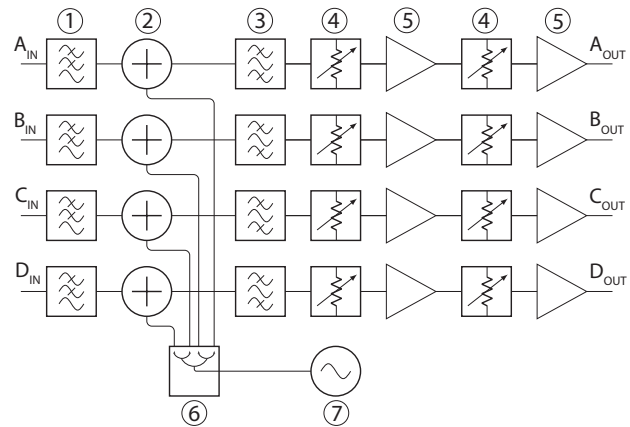 ① ② ③ ④ ⑤ ④ ⑤
A_IN A_OUT
B_IN B_OUT
C_IN C_OUT
D_IN D_OUT
⑥ ⑦